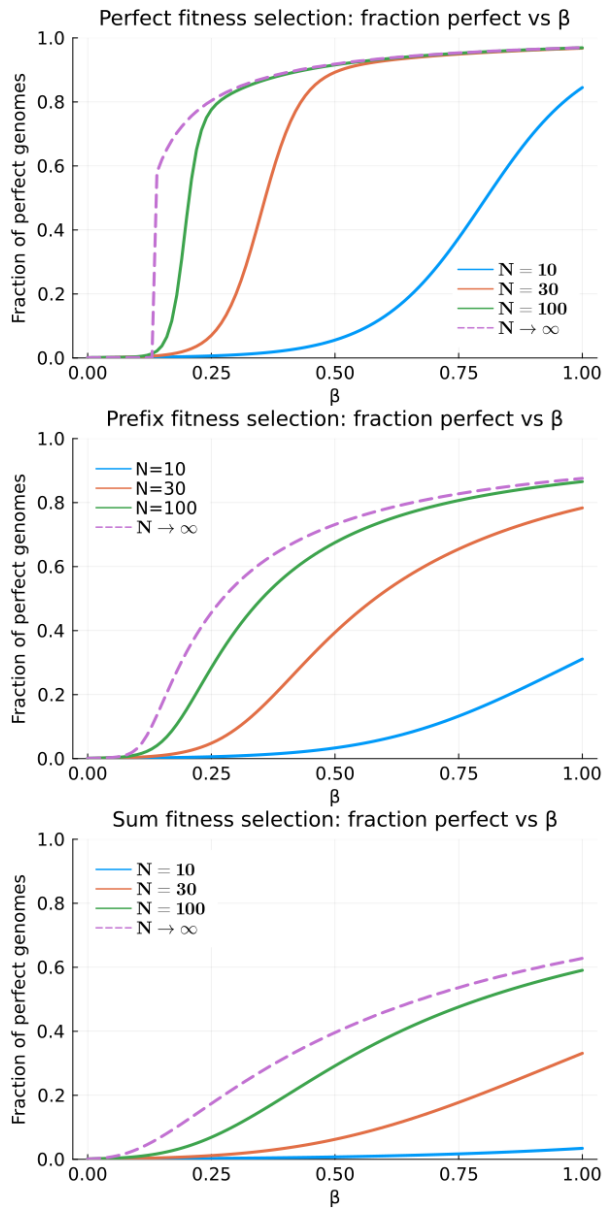 Perfect fitness selection: fraction perfect vs β
Fraction of perfect genomes
1.0
0.8
0.6
0.4
0.2
0.0
N = 10
N = 30
N = 100
N → ∞
0.00 0.25 0.50 0.75 1.00
β
Prefix fitness selection: fraction perfect vs β
Fraction of perfect genomes
1.0
0.8
0.6
0.4
0.2
0.0
N=10
N=30
N=100
N → ∞
0.00 0.25 0.50 0.75 1.00
β
Sum fitness selection: fraction perfect vs β
Fraction of perfect genomes
1.0
0.8
0.6
0.4
0.2
0.0
N = 10
N = 30
N = 100
N → ∞
0.00 0.25 0.50 0.75 1.00
β